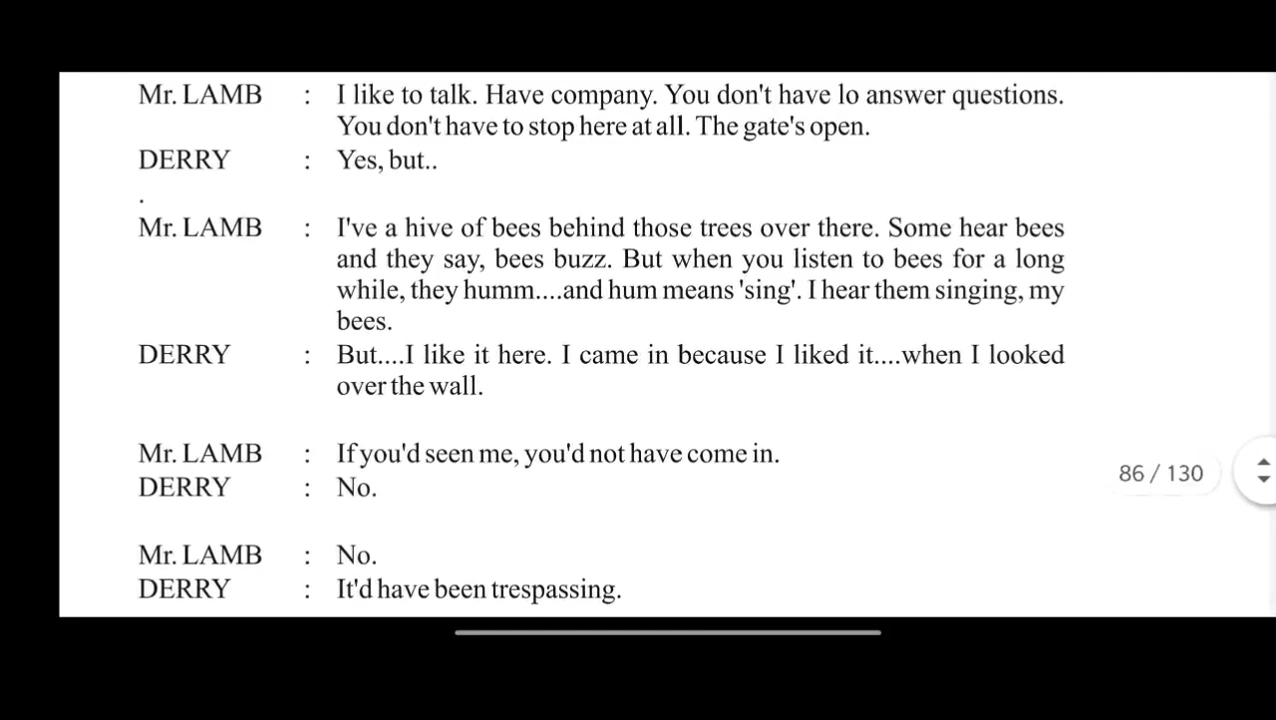 Mr. LAMB : I like to talk. Have company. You don't have lo answer questions.
You don't have to stop here at all. The gate's open.
DERRY : Yes, but..
.
Mr. LAMB : I've a hive of bees behind those trees over there. Some hear bees
and they say, bees buzz. But when you listen to bees for a long
while, they humm....and hum means 'sing'. I hear them singing, my
bees.
DERRY : But....I like it here. I came in because I liked it....when I looked
over the wall.
Mr. LAMB : If you'd seen me, you'd not have come in.
86 / 130
DERRY : No.
Mr. LAMB : No.
DERRY : It'd have been trespassing.